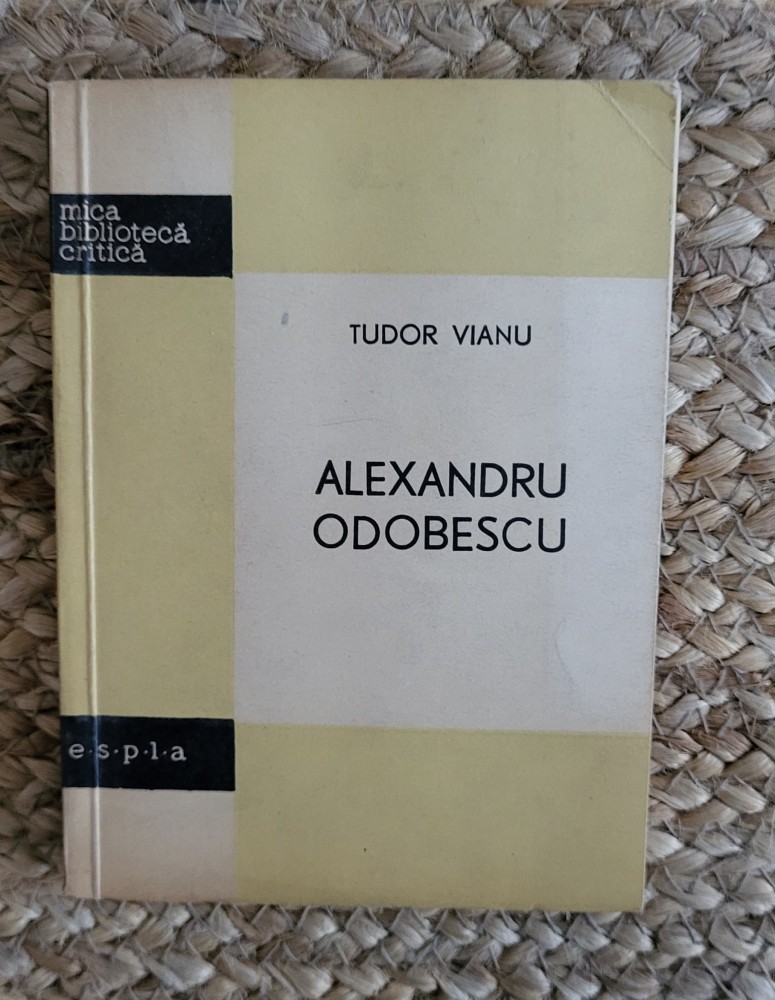 mica
bibliotecă
critică
TUDOR VIANU
ALEXANDRU
ODOBESCU
e·s·p·l·a